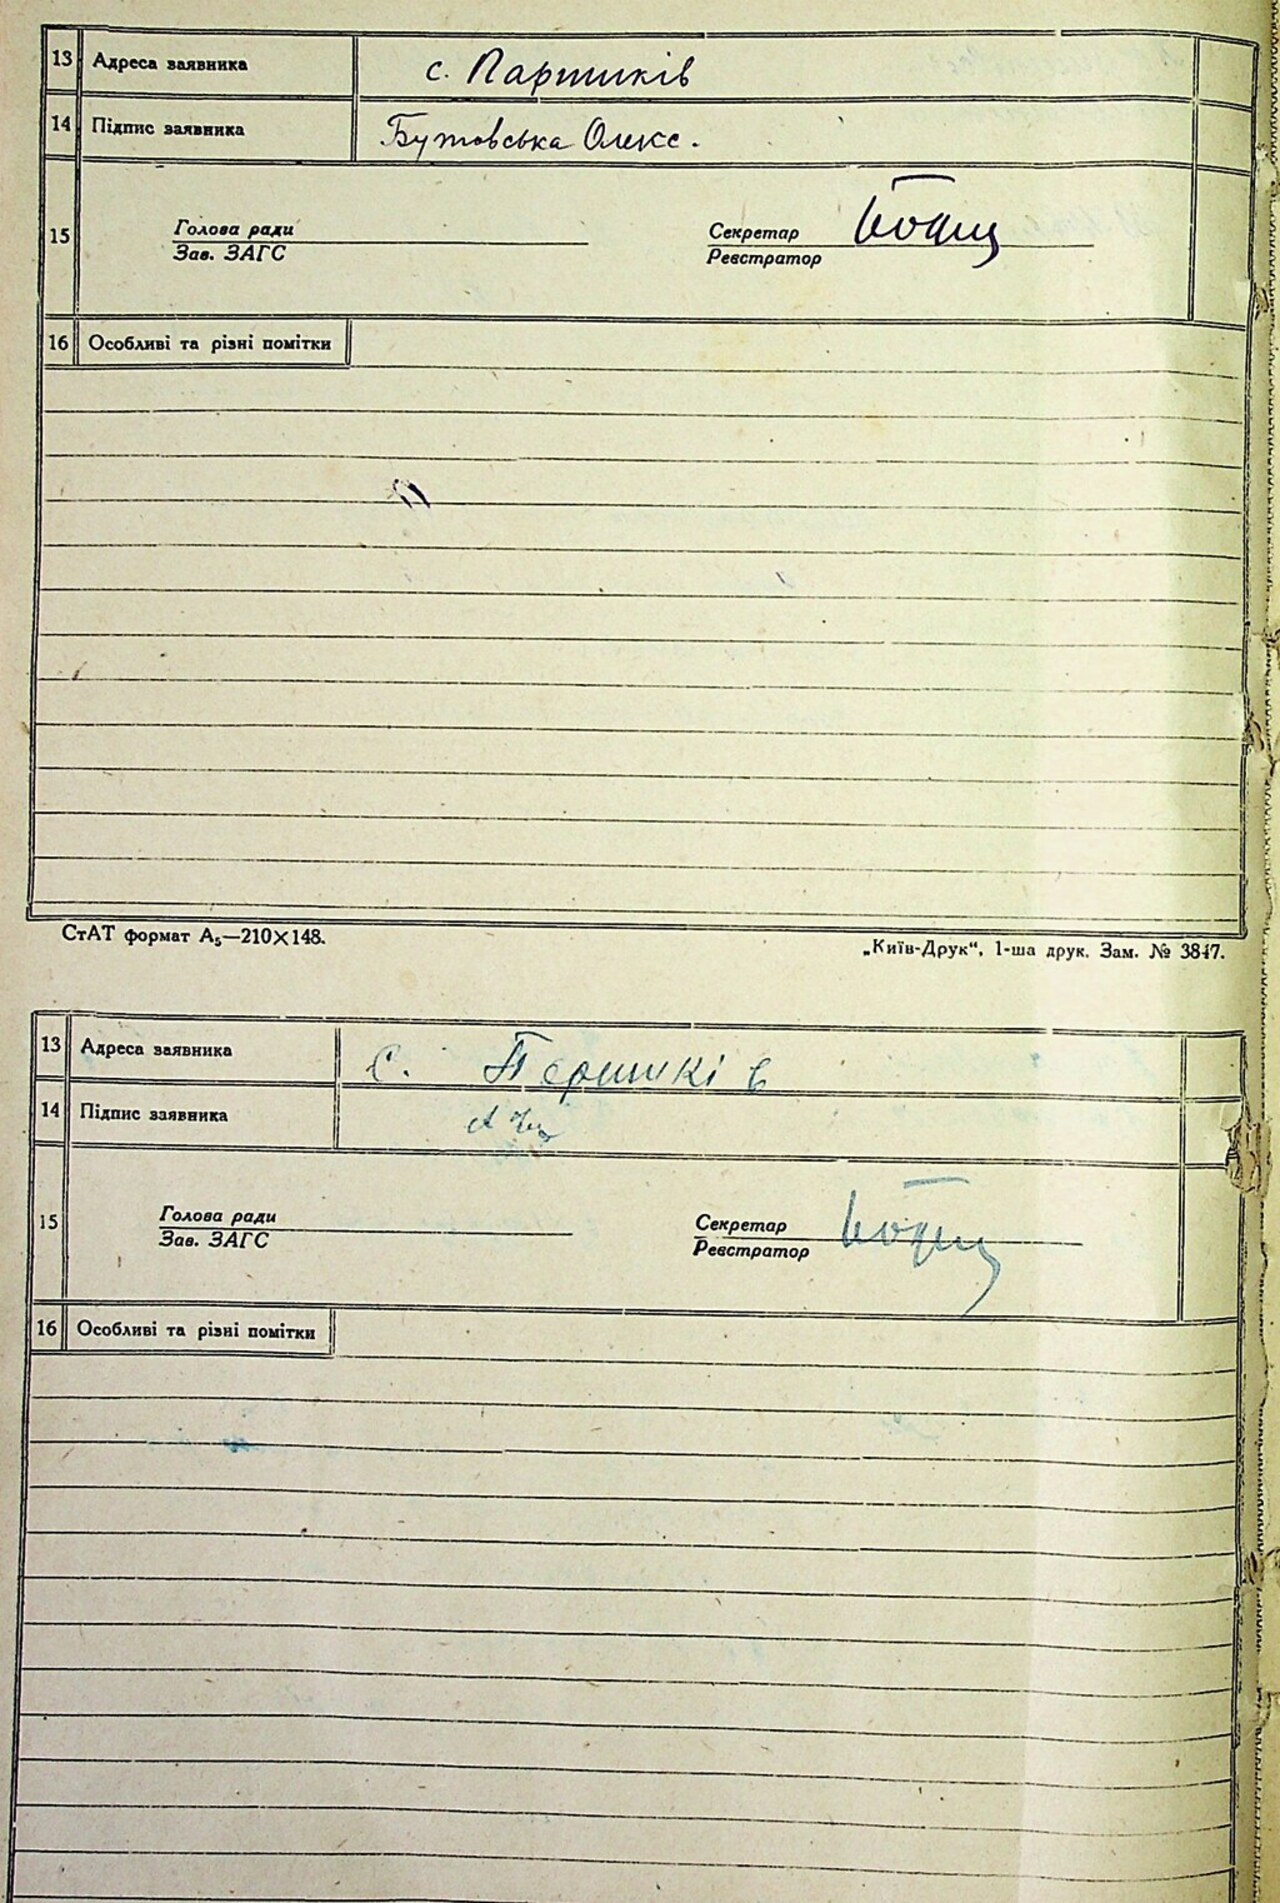 13 Адреса заявника с. Паришків
14 Підпис заявника Бутовська Олекс.
15 Голова ради Секретар
Зав. ЗАГС Реєстратор
16 Особливі та різні помітки
СтАТ формат А₅—210×148. „Київ-Друк“, 1-ша друк. Зам. № 3847.
13 Адреса заявника с. Паришків
14 Підпис заявника
15 Голова ради Секретар
Зав. ЗАГС Реєстратор
16 Особливі та різні помітки